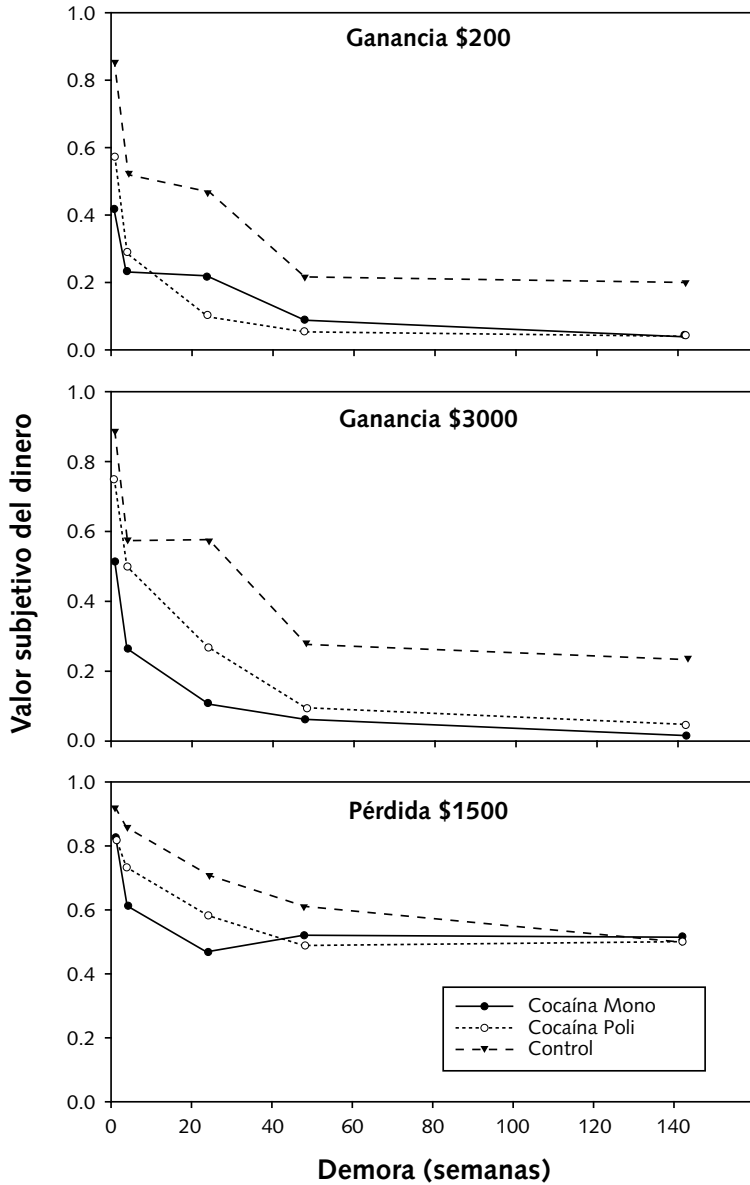 Ganancia $200
1.0
0.8
0.6
0.4
0.2
0.0
Ganancia $3000
1.0
0.8
0.6
0.4
0.2
0.0
Valor subjetivo del dinero
Pérdida $1500
1.0
0.8
0.6
0.4
0.2
0.0
Cocaína Mono
Cocaína Poli
Control
0 20 40 60 80 100 120 140
Demora (semanas)